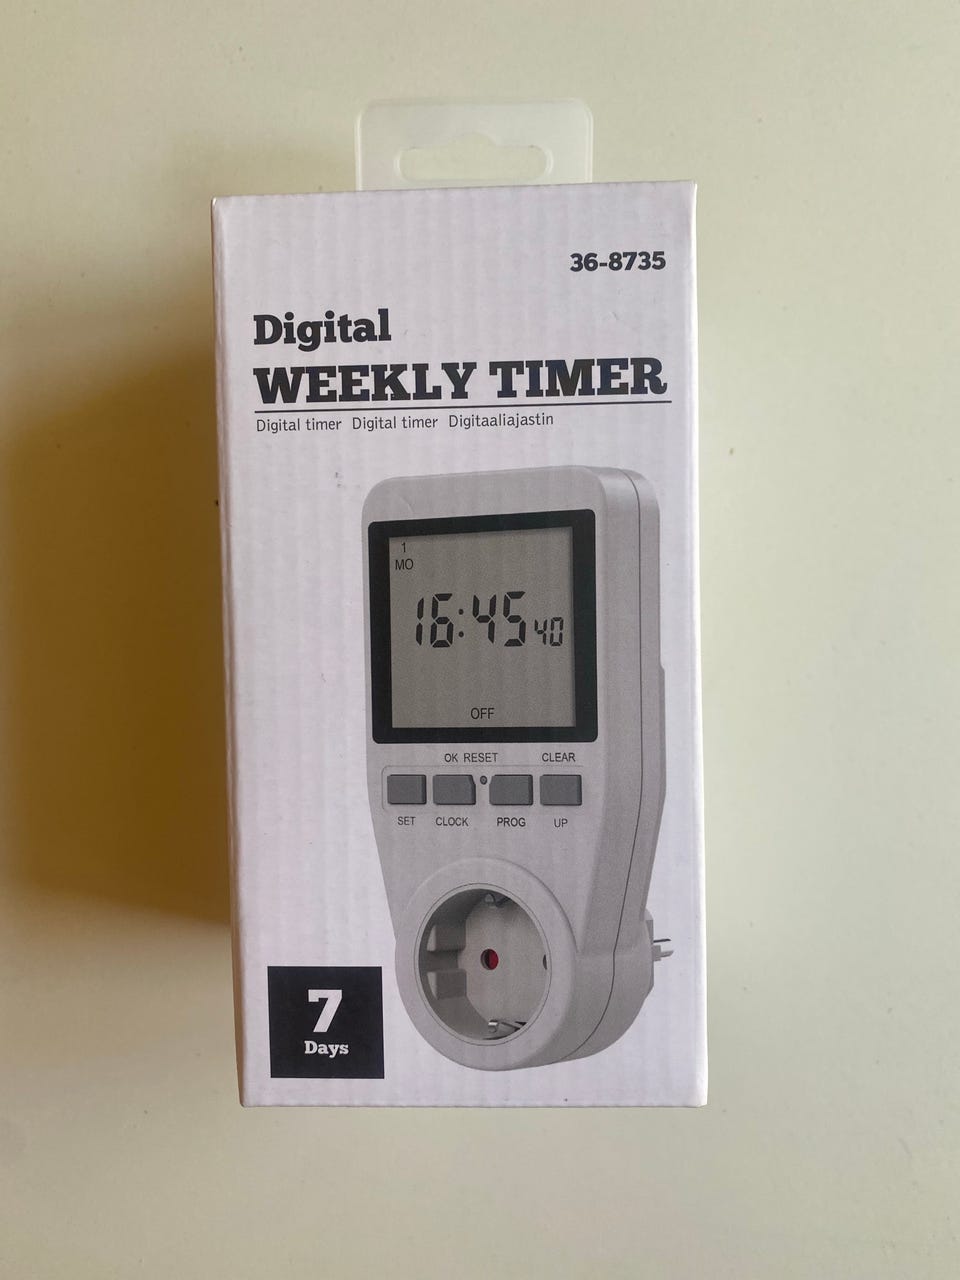 36-8735
Digital
WEEKLY TIMER
Digital timer Digital timer Digitaaliajastin
1
MO
16:45 40
OFF
OK RESET CLEAR
SET CLOCK PROG UP
7
Days